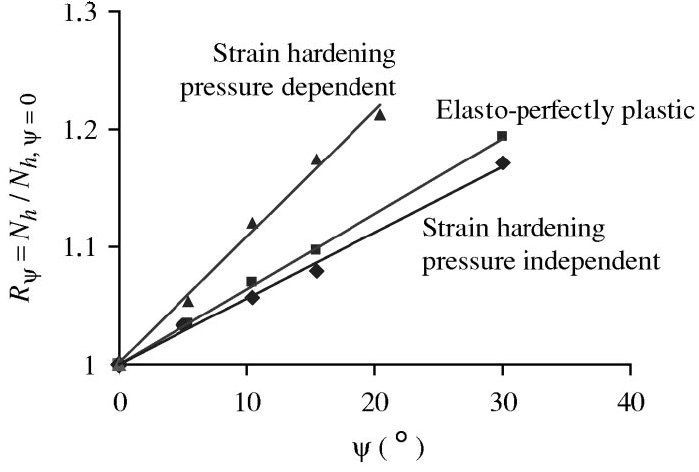 1.3
Strain hardening
pressure dependent
1.2
Elasto-perfectly plastic
R_ψ = N_h / N_{h, ψ = 0}
1.1
Strain hardening
pressure independent
1
0 10 20 30 40
ψ ( ° )